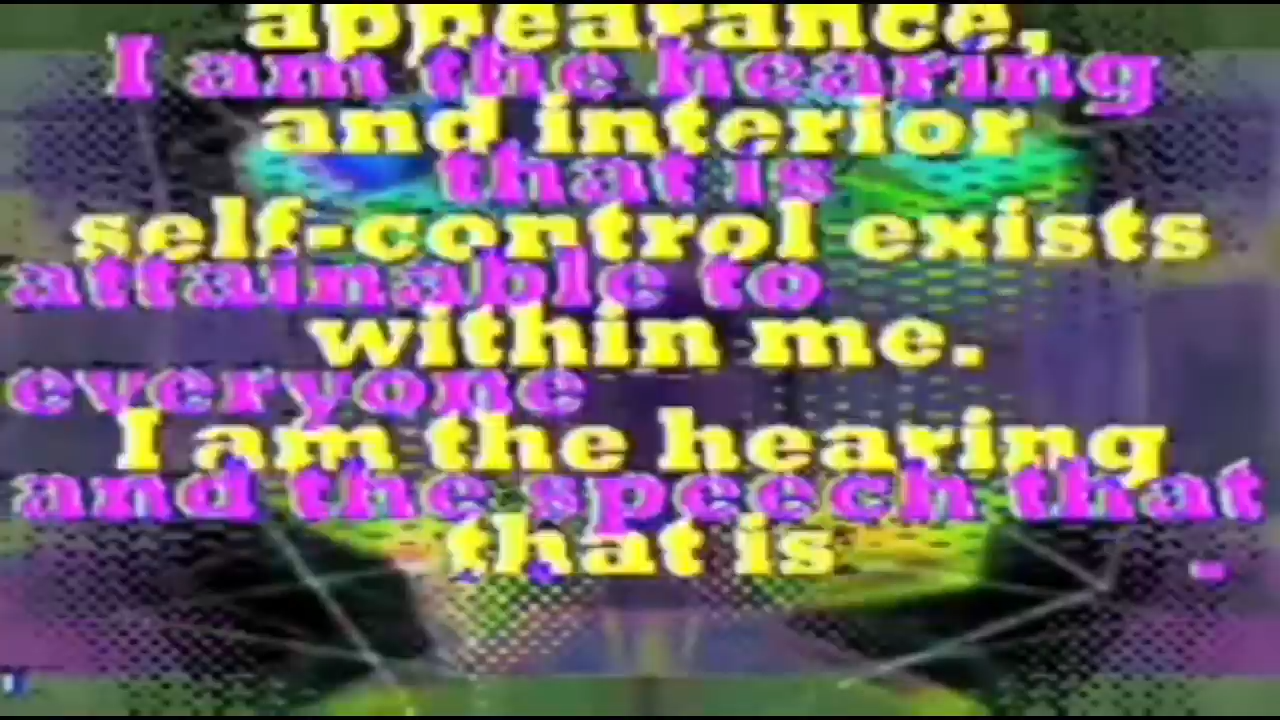 appearance,
I am the hearing
and interior
that is
self-control exists
attainable to
within me.
everyone
I am the hearing
and the speech that
that is